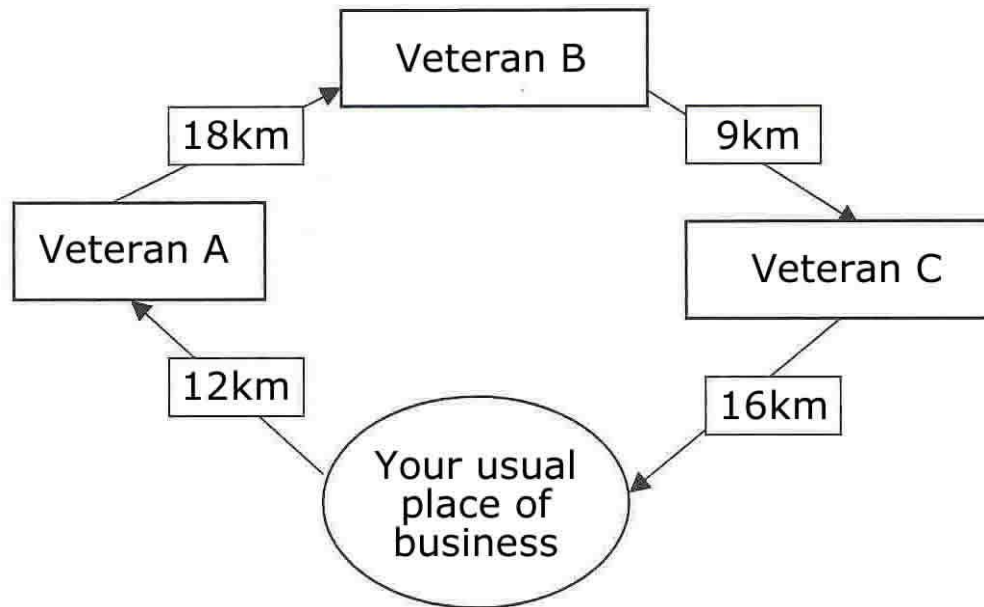 Veteran B
18km
9km
Veteran A
Veteran C
12km
16km
Your usual
place of
business